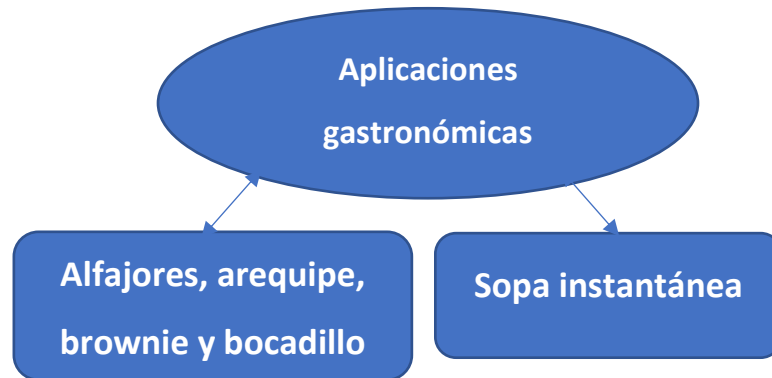 Aplicaciones
gastronómicas
Alfajores, arequipe,
brownie y bocadillo
Sopa instantánea